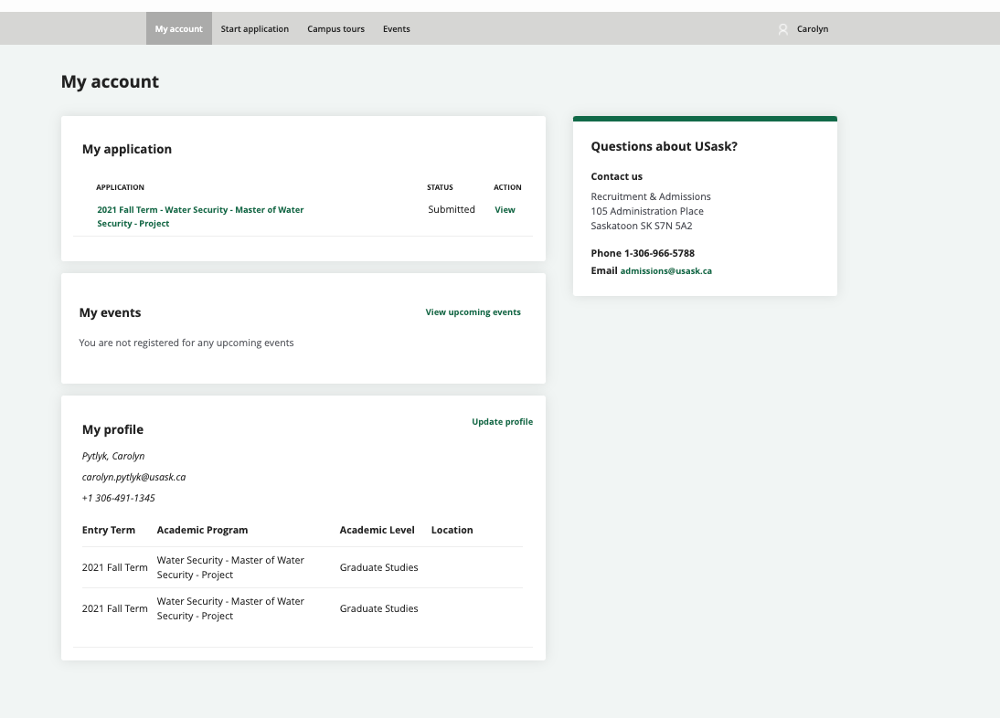 My account Start application Campus tours Events Carolyn
My account
My application
APPLICATION STATUS ACTION
2021 Fall Term - Water Security - Master of Water Submitted View
Security - Project
My events View upcoming events
You are not registered for any upcoming events
My profile Update profile
Pytlyk, Carolyn
carolyn.pytlyk@usask.ca
+1 306-491-1345
Entry Term Academic Program Academic Level Location
2021 Fall Term Water Security - Master of Water Graduate Studies
Security - Project
2021 Fall Term Water Security - Master of Water Graduate Studies
Security - Project
Questions about USask?
Contact us
Recruitment & Admissions
105 Administration Place
Saskatoon SK S7N 5A2
Phone 1-306-966-5788
Email admissions@usask.ca